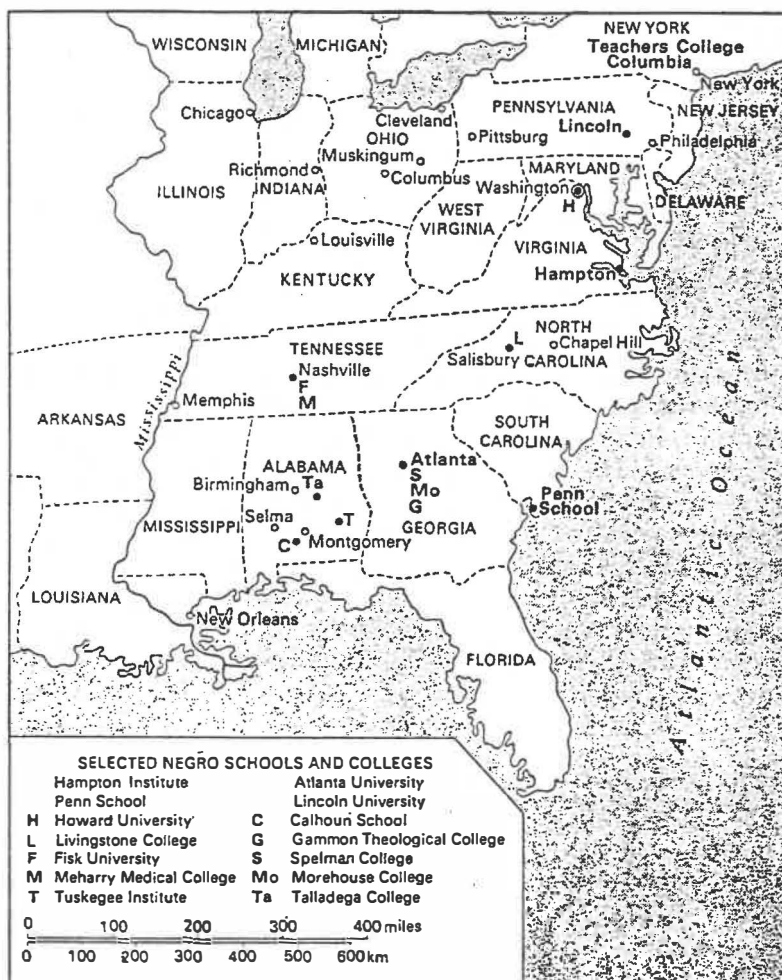 NEW YORK
WISCONSIN
MICHIGAN
Teachers College
Columbia
New York
Chicago
Cleveland
PENNSYLVANIA
NEW JERSEY
OHIO
Pittsburg
Lincoln
Philadelphia
Muskingum
Richmond
MARYLAND
ILLINOIS
INDIANA
Columbus
Washington
H
DELAWARE
WEST
VIRGINIA
Louisville
VIRGINIA
KENTUCKY
Hampton
NORTH
L
Chapel Hill
TENNESSEE
Salisbury
CAROLINA
Nashville
F
M
Memphis
Mississippi
ARKANSAS
SOUTH
CAROLINA
Atlanta
S
Mo
G
GEORGIA
ALABAMA
Ta
Birmingham
Penn
School
MISSISSIPPI
Selma
T
C
Montgomery
LOUISIANA
New Orleans
FLORIDA
Atlantic Ocean
SELECTED NEGRO SCHOOLS AND COLLEGES
Hampton Institute
Atlanta University
Penn School
Lincoln University
H Howard University
C Calhoun School
L Livingstone College
G Gammon Theological College
F Fisk University
S Spelman College
M Meharry Medical College
Mo Morehouse College
T Tuskegee Institute
Ta Talladega College
0 100 200 300 400 miles
0 100 200 300 400 500 600 km